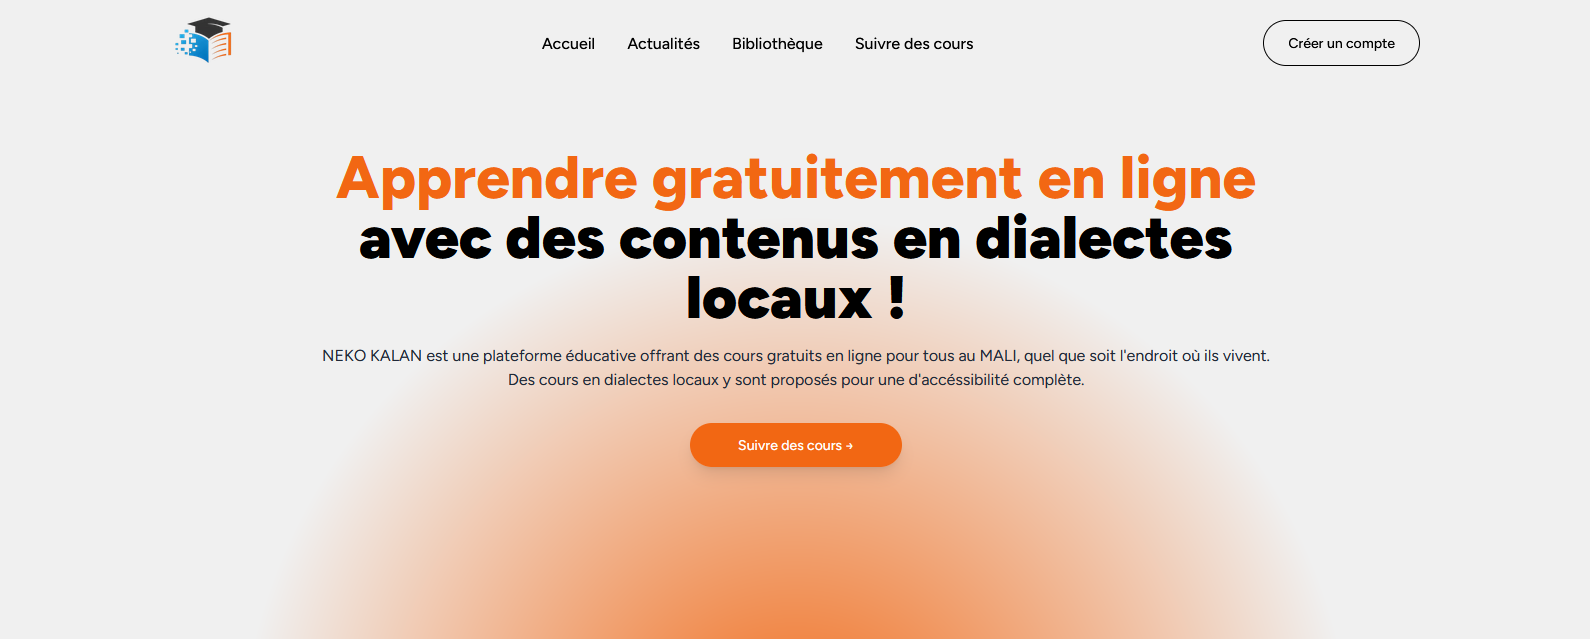 Accueil
Actualités
Bibliothèque
Suivre des cours
Créer un compte
Apprendre gratuitement en ligne
avec des contenus en dialectes
locaux !
NEKO KALAN est une plateforme éducative offrant des cours gratuits en ligne pour tous au MALI, quel que soit l'endroit où ils vivent.
Des cours en dialectes locaux y sont proposés pour une d'accéssibilité complète.
Suivre des cours →